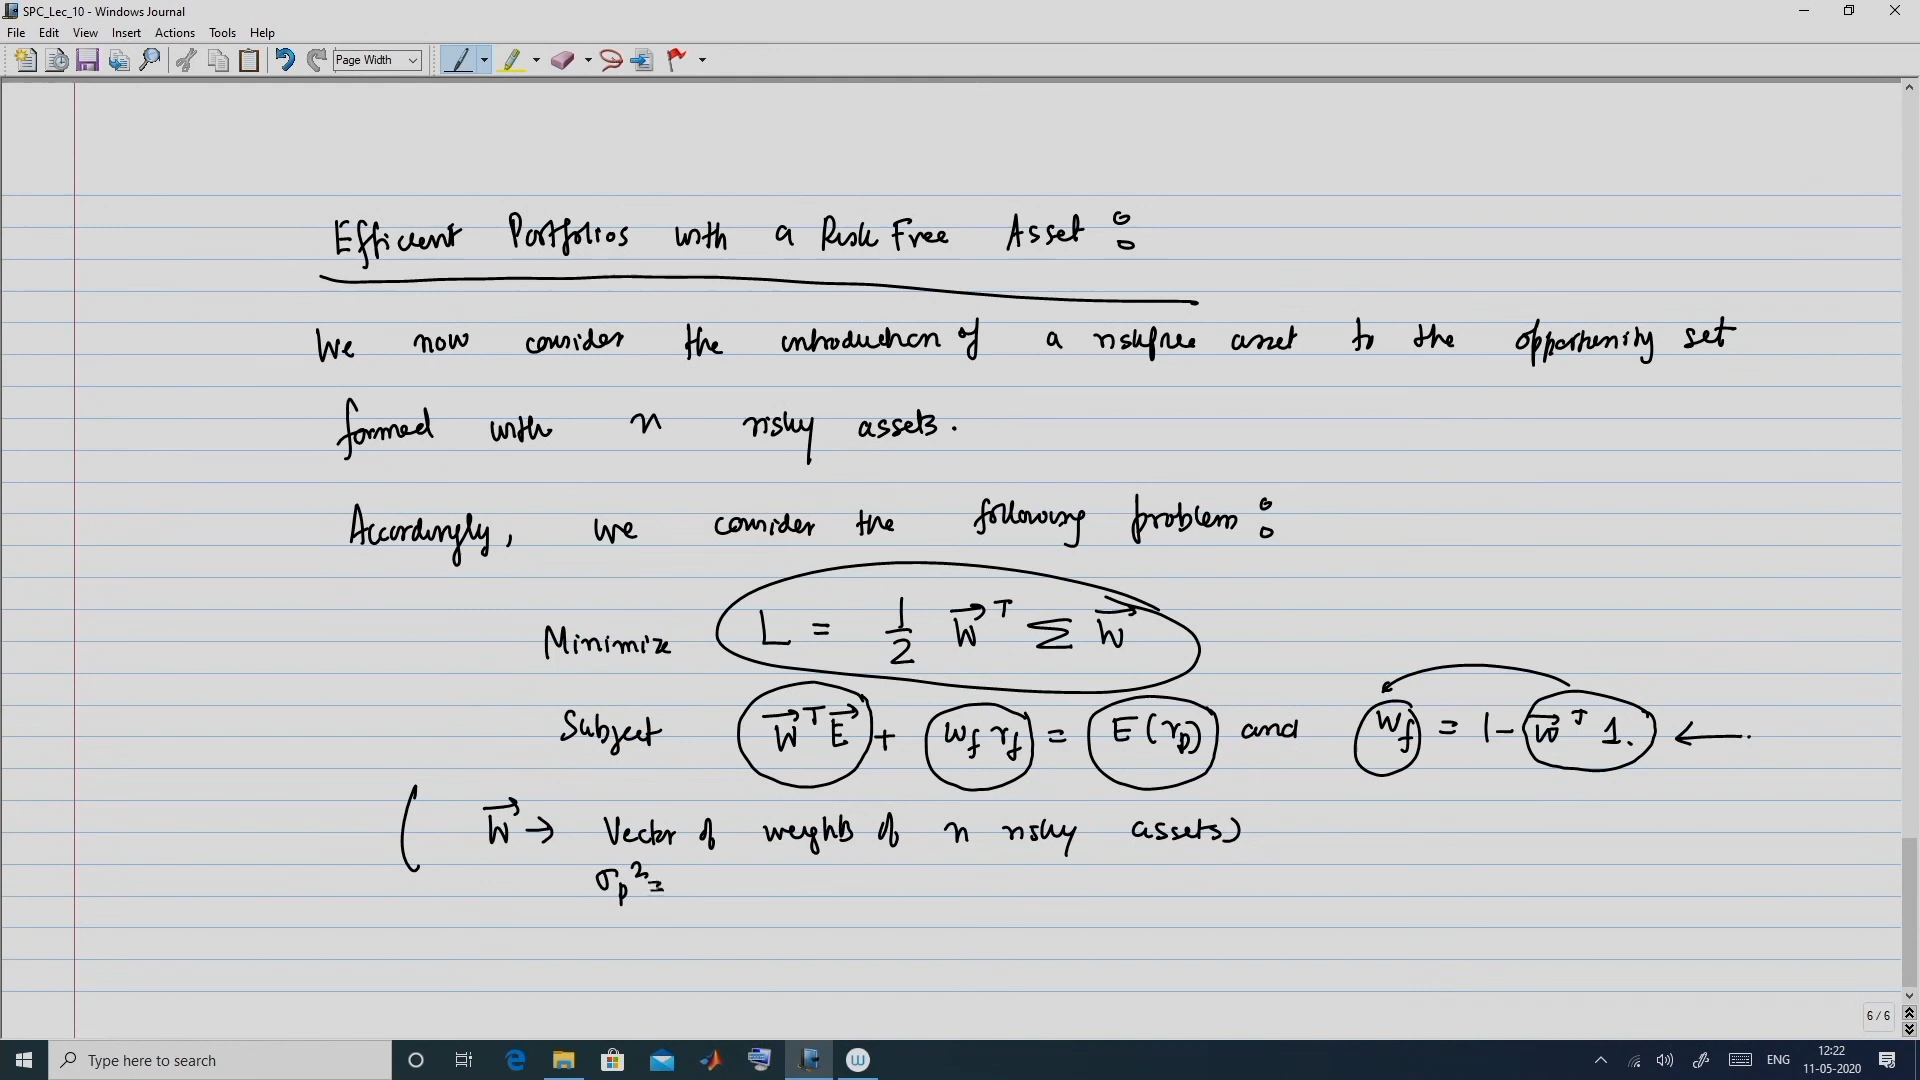 SPC_Lec_10 - Windows Journal
File Edit View Insert Actions Tools Help
Page Width
Efficient Portfolios with a Risk Free Asset :
We now consider the introduction of a riskfree asset to the opportunity set
formed with n risky assets.
Accordingly, we consider the following problem :
Minimize L = 1/2 W⃗^T Σ W⃗
Subject W⃗^T E⃗ + w_f r_f = E(r_p) and w_f = 1 - W⃗^T 1. ←
( W⃗ → Vector of weights of n risky assets)
σ_p^2 =
6 / 6
Type here to search
ENG
12:22
11-05-2020